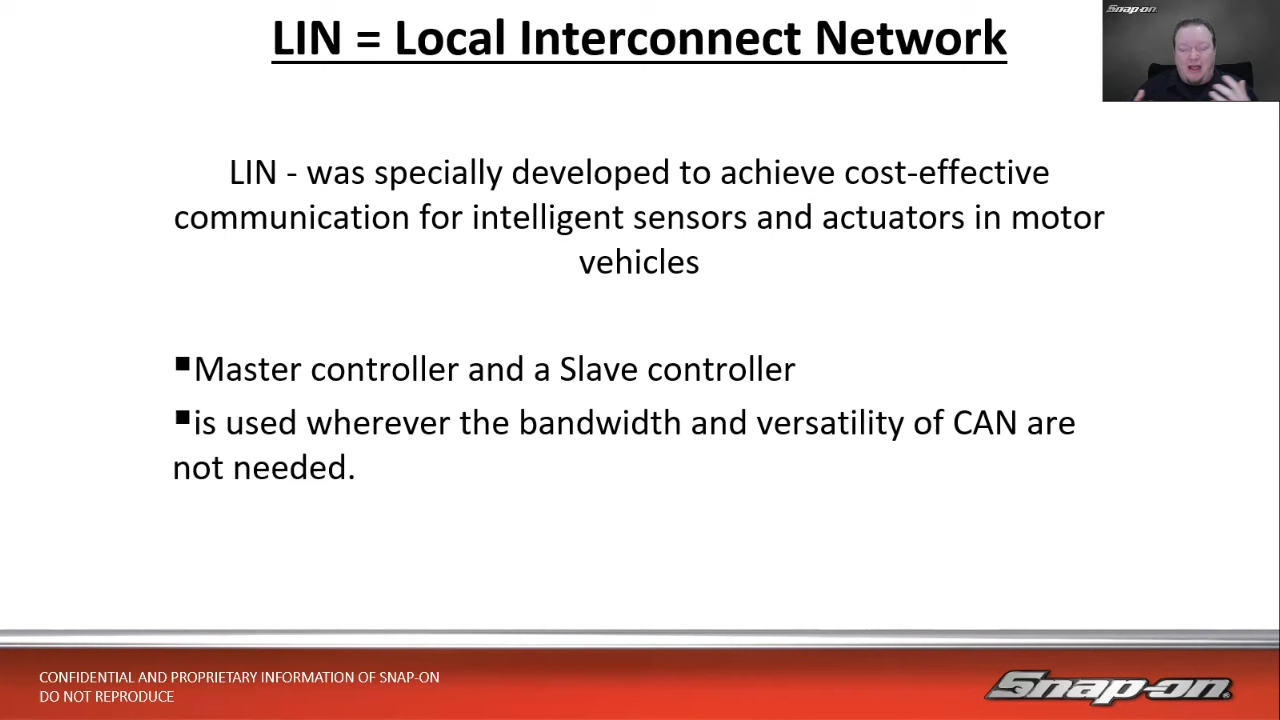 LIN = Local Interconnect Network
Snap-on
LIN - was specially developed to achieve cost-effective
communication for intelligent sensors and actuators in motor
vehicles
▪Master controller and a Slave controller
▪is used wherever the bandwidth and versatility of CAN are
not needed.
CONFIDENTIAL AND PROPRIETARY INFORMATION OF SNAP-ON
DO NOT REPRODUCE
Snap-on®